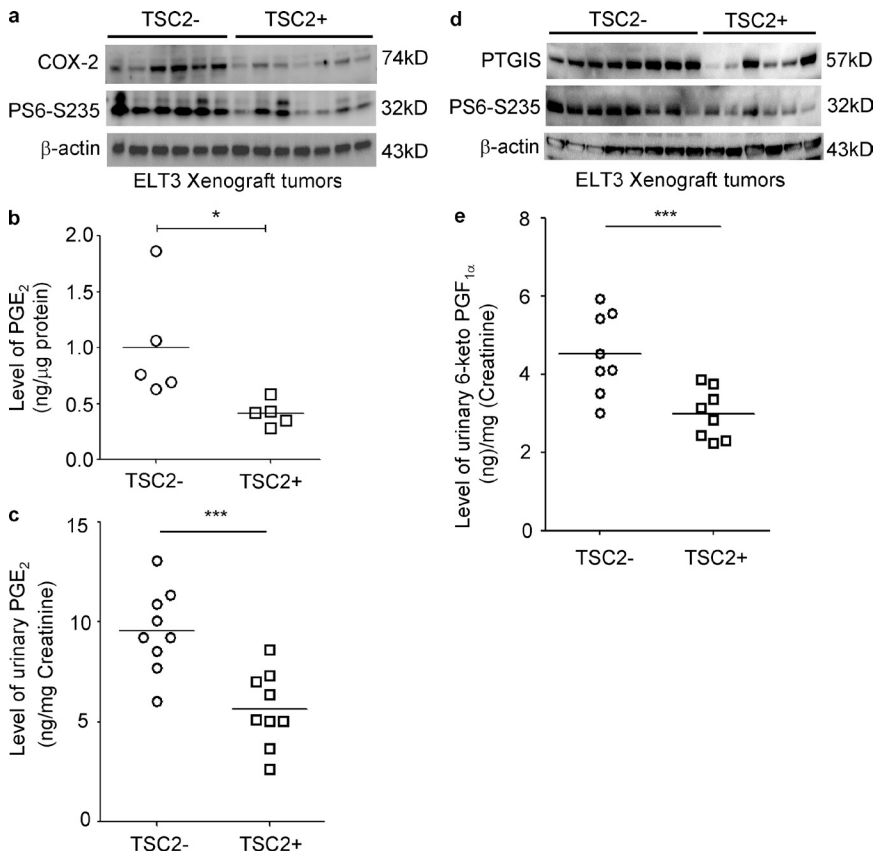 a
TSC2- TSC2+
COX-2 74kD
PS6-S235 32kD
β-actin 43kD
ELT3 Xenograft tumors
b
*
Level of PGE2
(ng/μg protein)
2.0
1.5
1.0
0.5
0.0
TSC2- TSC2+
c
***
Level of urinary PGE2
(ng/mg Creatinine)
15
10
5
0
TSC2- TSC2+
d
TSC2- TSC2+
PTGIS 57kD
PS6-S235 32kD
β-actin 43kD
ELT3 Xenograft tumors
e
***
Level of urinary 6-keto PGF1α
(ng)/mg (Creatinine)
8
6
4
2
0
TSC2- TSC2+